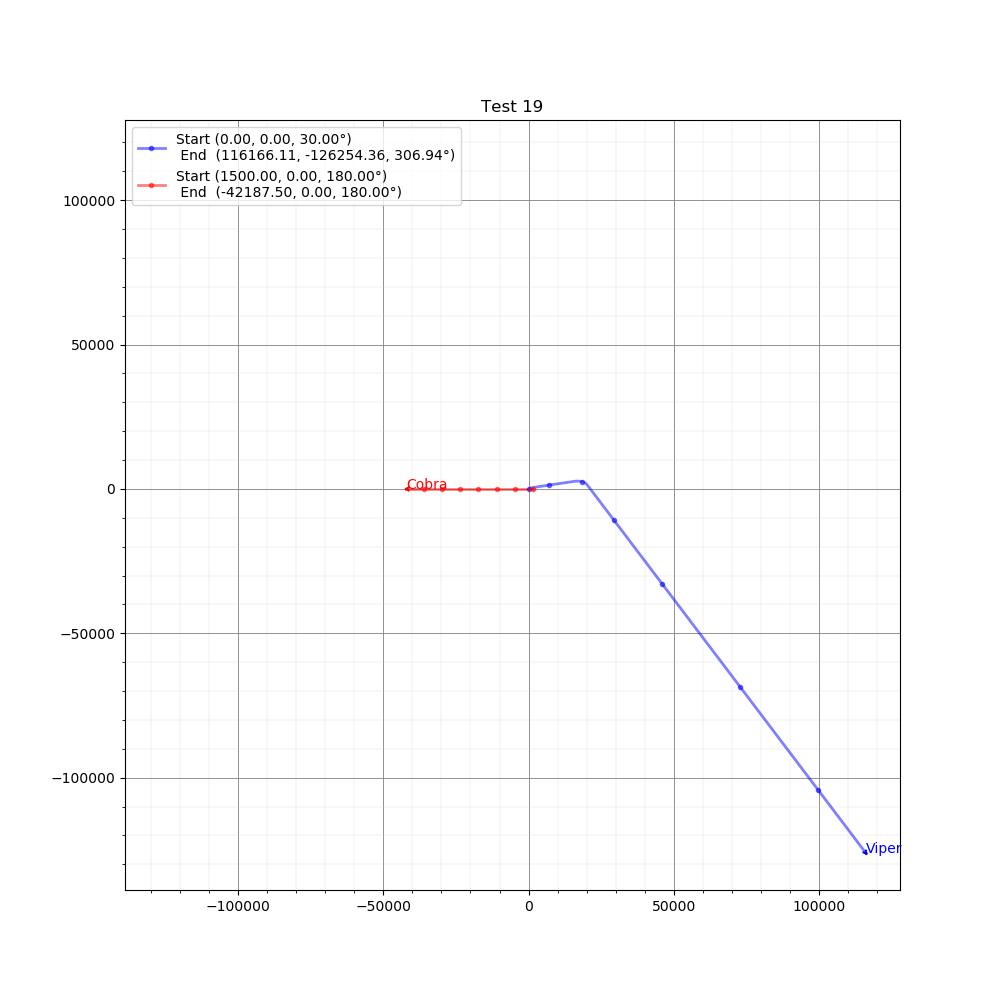 Test 19
Start (0.00, 0.00, 30.00°)
End  (116166.11, -126254.36, 306.94°)
Start (1500.00, 0.00, 180.00°)
End  (-42187.50, 0.00, 180.00°)
100000
50000
0
−50000
−100000
Cobra
Viper
−100000 −50000 0 50000 100000